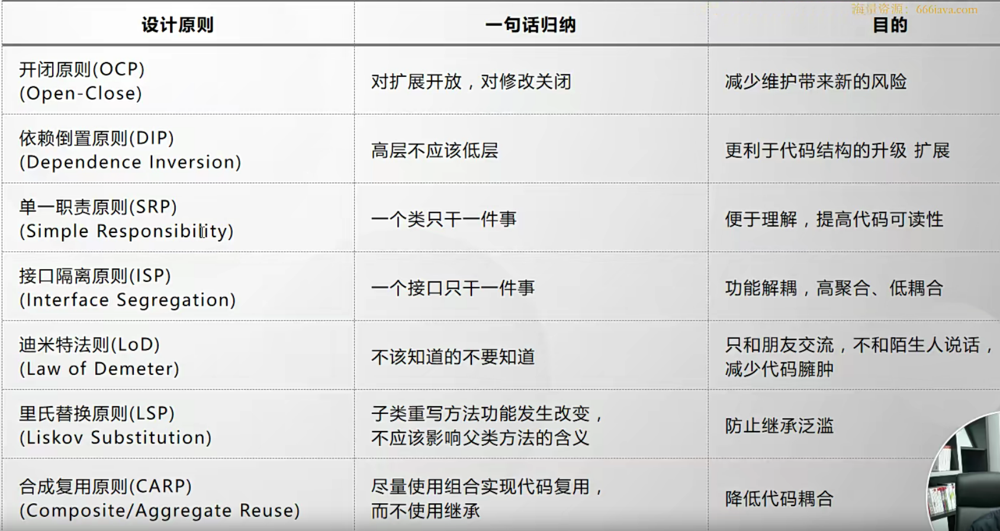 海量资源：666java.com
设计原则 一句话归纳 目的
开闭原则(OCP)
(Open-Close)
对扩展开放，对修改关闭
减少维护带来新的风险
依赖倒置原则(DIP)
(Dependence Inversion)
高层不应该低层
更利于代码结构的升级 扩展
单一职责原则(SRP)
(Simple Responsibility)
一个类只干一件事
便于理解，提高代码可读性
接口隔离原则(ISP)
(Interface Segregation)
一个接口只干一件事
功能解耦，高聚合、低耦合
迪米特法则(LoD)
(Law of Demeter)
不该知道的不要知道
只和朋友交流，不和陌生人说话，
减少代码臃肿
里氏替换原则(LSP)
(Liskov Substitution)
子类重写方法功能发生改变，
不应该影响父类方法的含义
防止继承泛滥
合成复用原则(CARP)
(Composite/Aggregate Reuse)
尽量使用组合实现代码复用，
而不使用继承
降低代码耦合